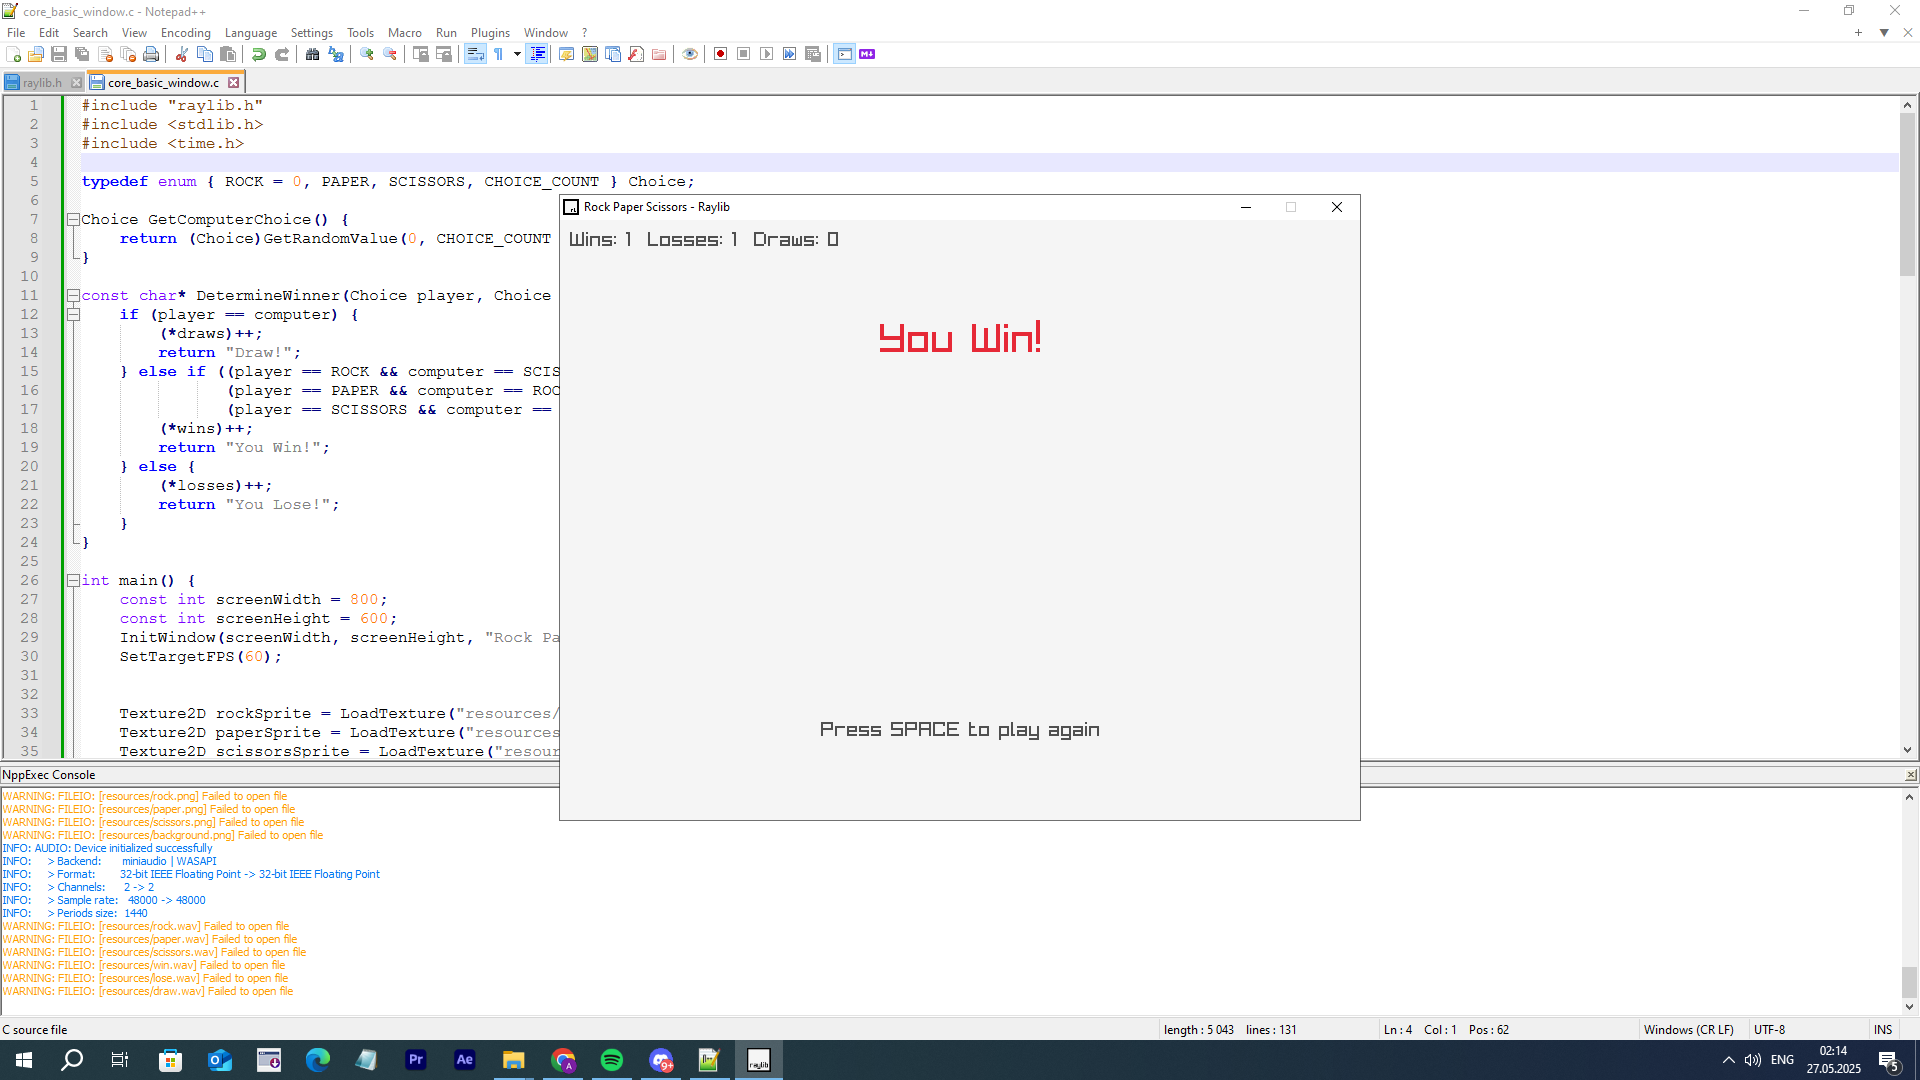 core_basic_window.c - Notepad++
File Edit Search View Encoding Language Settings Tools Macro Run Plugins Window ?
raylib.h core_basic_window.c
1 #include "raylib.h"
2 #include <stdlib.h>
3 #include <time.h>
4
5 typedef enum { ROCK = 0, PAPER, SCISSORS, CHOICE_COUNT } Choice;
6
7 Choice GetComputerChoice() {
8 return (Choice)GetRandomValue(0, CHOICE_COUNT
9 }
10
11 const char* DetermineWinner(Choice player, Choice
12 if (player == computer) {
13 (*draws)++;
14 return "Draw!";
15 } else if ((player == ROCK && computer == SCIS
16 (player == PAPER && computer == ROC
17 (player == SCISSORS && computer ==
18 (*wins)++;
19 return "You Win!";
20 } else {
21 (*losses)++;
22 return "You Lose!";
23 }
24 }
25
26 int main() {
27 const int screenWidth = 800;
28 const int screenHeight = 600;
29 InitWindow(screenWidth, screenHeight, "Rock Pa
30 SetTargetFPS(60);
31
32
33 Texture2D rockSprite = LoadTexture("resources/
34 Texture2D paperSprite = LoadTexture("resources
35 Texture2D scissorsSprite = LoadTexture("resour
Rock Paper Scissors - Raylib
Wins: 1 Losses: 1 Draws: 0
You Win!
Press SPACE to play again
NppExec Console
WARNING: FILEIO: [resources/rock.png] Failed to open file
WARNING: FILEIO: [resources/paper.png] Failed to open file
WARNING: FILEIO: [resources/scissors.png] Failed to open file
WARNING: FILEIO: [resources/background.png] Failed to open file
INFO: AUDIO: Device initialized successfully
INFO: > Backend: miniaudio | WASAPI
INFO: > Format: 32-bit IEEE Floating Point -> 32-bit IEEE Floating Point
INFO: > Channels: 2 -> 2
INFO: > Sample rate: 48000 -> 48000
INFO: > Periods size: 1440
WARNING: FILEIO: [resources/rock.wav] Failed to open file
WARNING: FILEIO: [resources/paper.wav] Failed to open file
WARNING: FILEIO: [resources/scissors.wav] Failed to open file
WARNING: FILEIO: [resources/win.wav] Failed to open file
WARNING: FILEIO: [resources/lose.wav] Failed to open file
WARNING: FILEIO: [resources/draw.wav] Failed to open file
C source file length : 5 043 lines : 131 Ln : 4 Col : 1 Pos : 62 Windows (CR LF) UTF-8 INS
Pr Ae A 9+ raylib ENG 02:14 5
27.05.2025